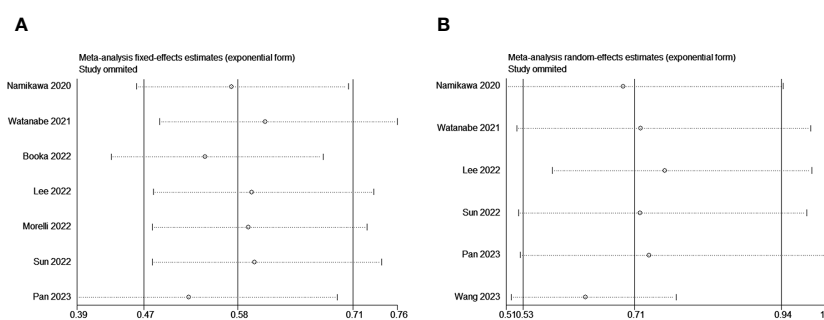 A
Meta-analysis fixed-effects estimates (exponential form)
Study ommited
Namikawa 2020
Watanabe 2021
Booka 2022
Lee 2022
Morelli 2022
Sun 2022
Pan 2023
0.39 0.47 0.58 0.71 0.76
B
Meta-analysis random-effects estimates (exponential form)
Study ommited
Namikawa 2020
Watanabe 2021
Lee 2022
Sun 2022
Pan 2023
Wang 2023
0.51 0.53 0.71 0.94 1